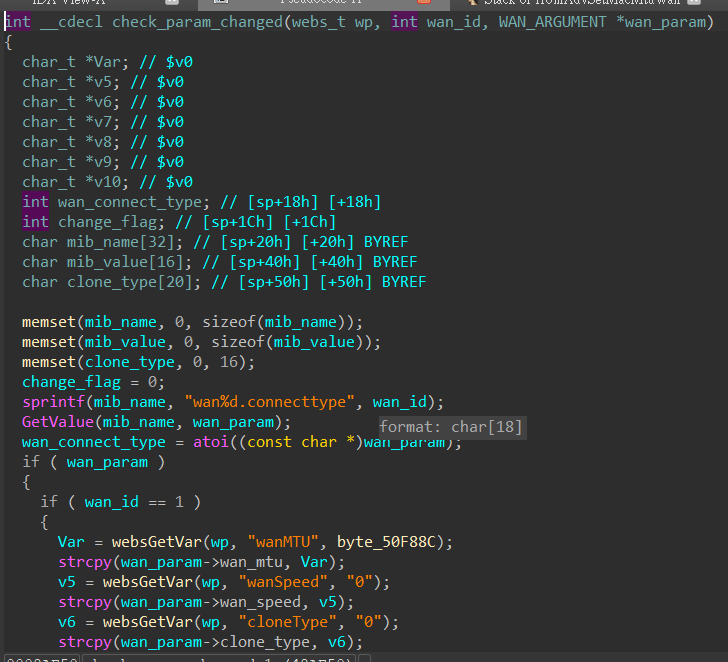 IDA View-A Pseudocode-A Stack of fromAdvSetMacMtuWan
int __cdecl check_param_changed(webs_t wp, int wan_id, WAN_ARGUMENT *wan_param)
{
char_t *Var; // $v0
char_t *v5; // $v0
char_t *v6; // $v0
char_t *v7; // $v0
char_t *v8; // $v0
char_t *v9; // $v0
char_t *v10; // $v0
int wan_connect_type; // [sp+18h] [+18h]
int change_flag; // [sp+1Ch] [+1Ch]
char mib_name[32]; // [sp+20h] [+20h] BYREF
char mib_value[16]; // [sp+40h] [+40h] BYREF
char clone_type[20]; // [sp+50h] [+50h] BYREF
memset(mib_name, 0, sizeof(mib_name));
memset(mib_value, 0, sizeof(mib_value));
memset(clone_type, 0, 16);
change_flag = 0;
sprintf(mib_name, "wan%d.connecttype", wan_id);
GetValue(mib_name, wan_param);
format: char[18]
wan_connect_type = atoi((const char *)wan_param);
if ( wan_param )
{
if ( wan_id == 1 )
{
Var = websGetVar(wp, "wanMTU", byte_50F88C);
strcpy(wan_param->wan_mtu, Var);
v5 = websGetVar(wp, "wanSpeed", "0");
strcpy(wan_param->wan_speed, v5);
v6 = websGetVar(wp, "cloneType", "0");
strcpy(wan_param->clone_type, v6);